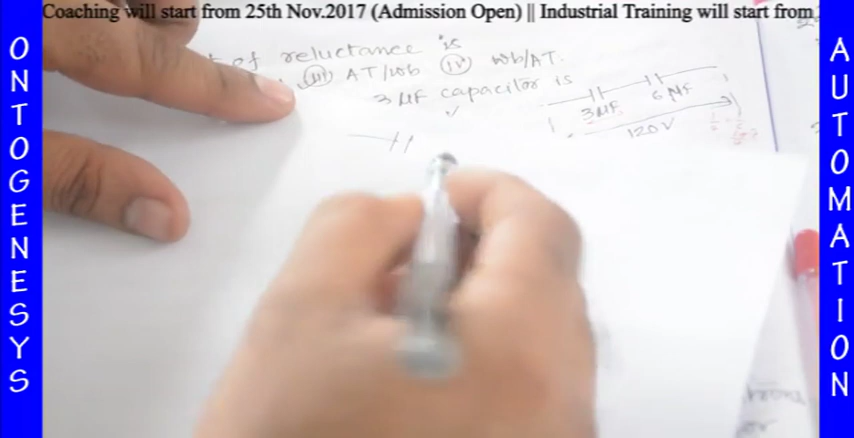 Coaching will start from 25th Nov.2017 (Admission Open) || Industrial Training will start from
ONTOGENESYS
of reluctance is
(iii) AT/wb (iv) wb/AT.
3 μF capacitor is
3μF 6μF
120V
AUTOMATION